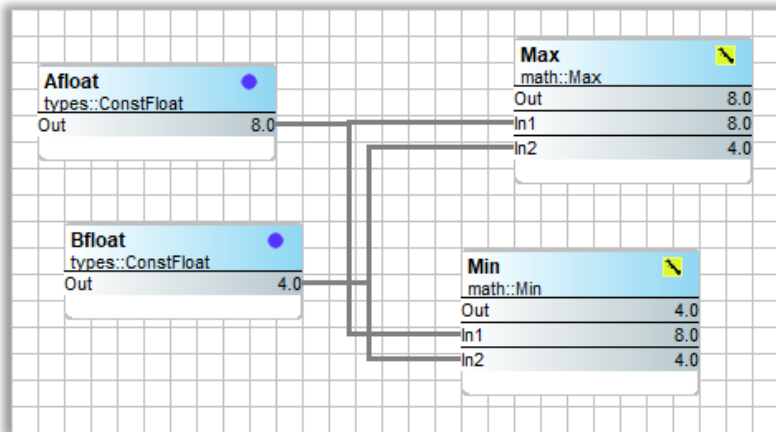 Afloat
types::ConstFloat
Out 8.0
Bfloat
types::ConstFloat
Out 4.0
Max
math::Max
Out 8.0
In1 8.0
In2 4.0
Min
math::Min
Out 4.0
In1 8.0
In2 4.0